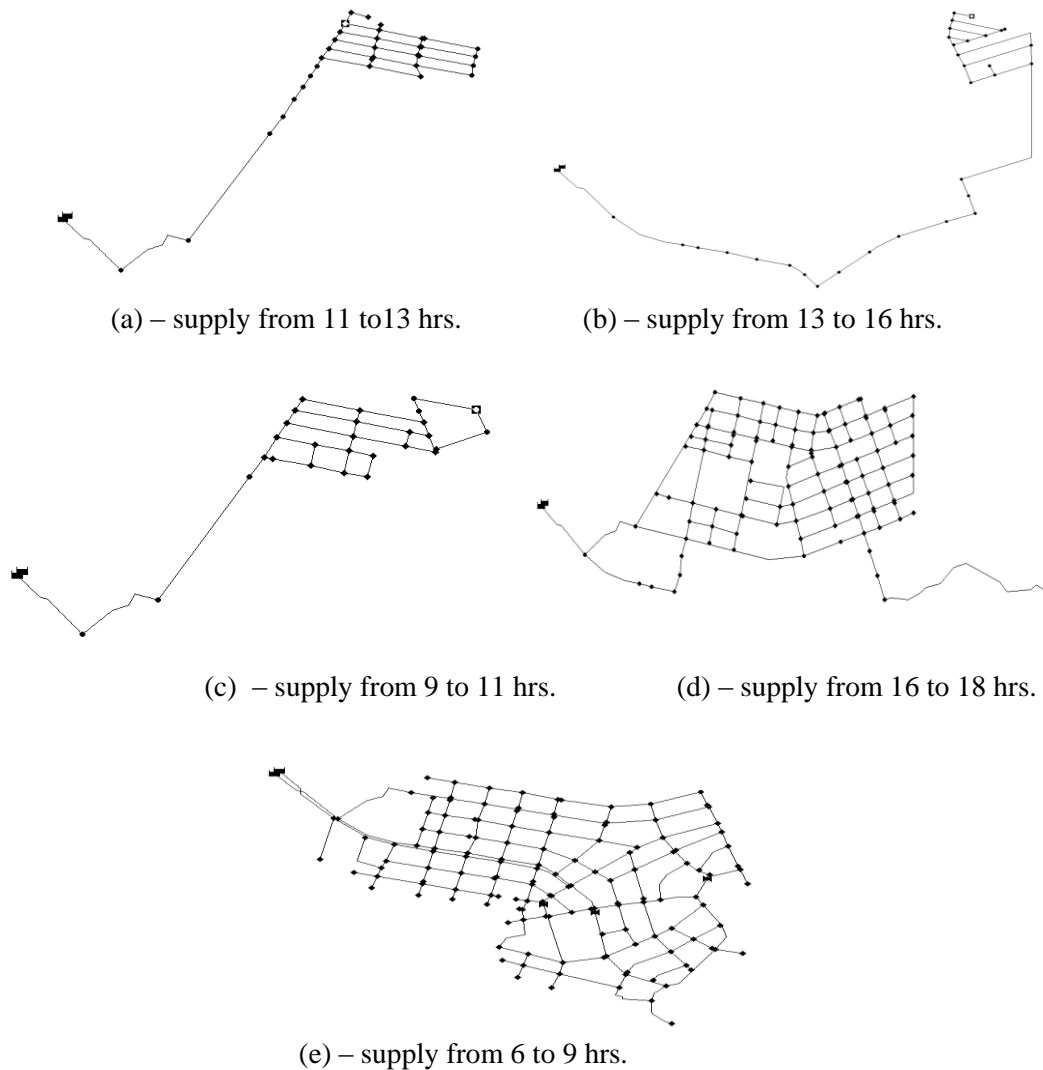 (a) – supply from 11 to13 hrs.
(b) – supply from 13 to 16 hrs.
(c) – supply from 9 to 11 hrs.
(d) – supply from 16 to 18 hrs.
(e) – supply from 6 to 9 hrs.